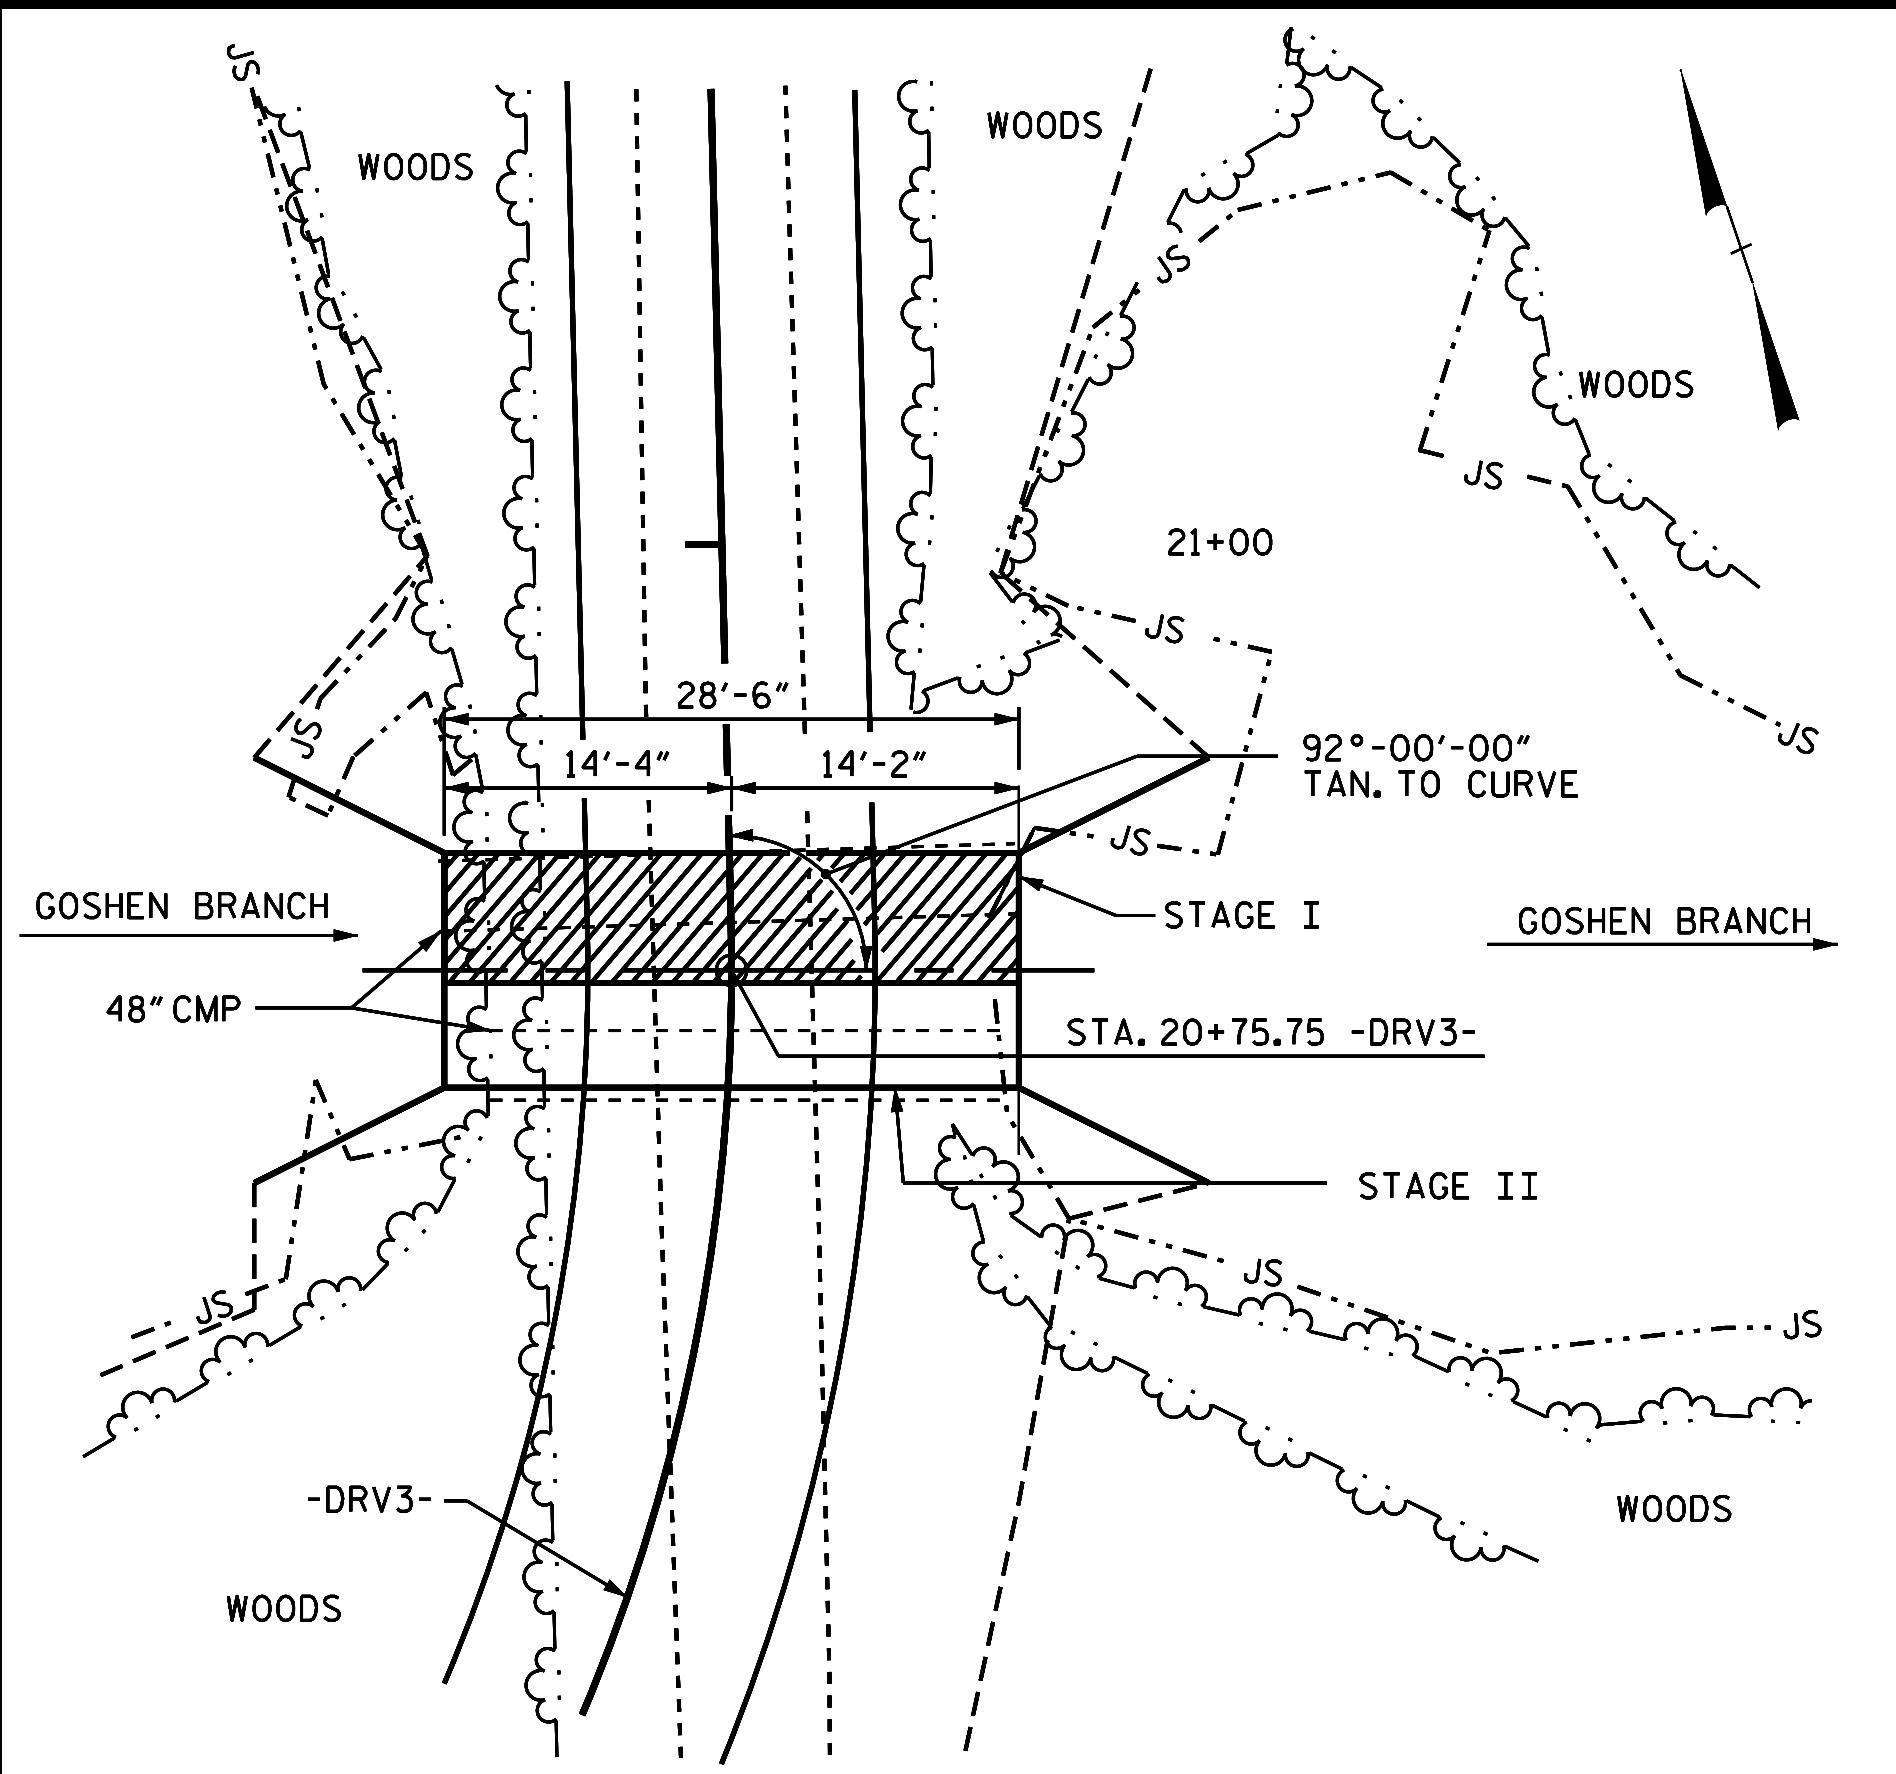 JS
WOODS
WOODS
JS
WOODS
JS
21+00
JS
28'-6"
JS
JS
14'-4"
14'-2"
92°-00'-00"
TAN. TO CURVE
JS
GOSHEN BRANCH
STAGE I
GOSHEN BRANCH
48" CMP
STA. 20+75.75 -DRV3-
STAGE II
JS
JS
JS
-DRV3-
WOODS
WOODS